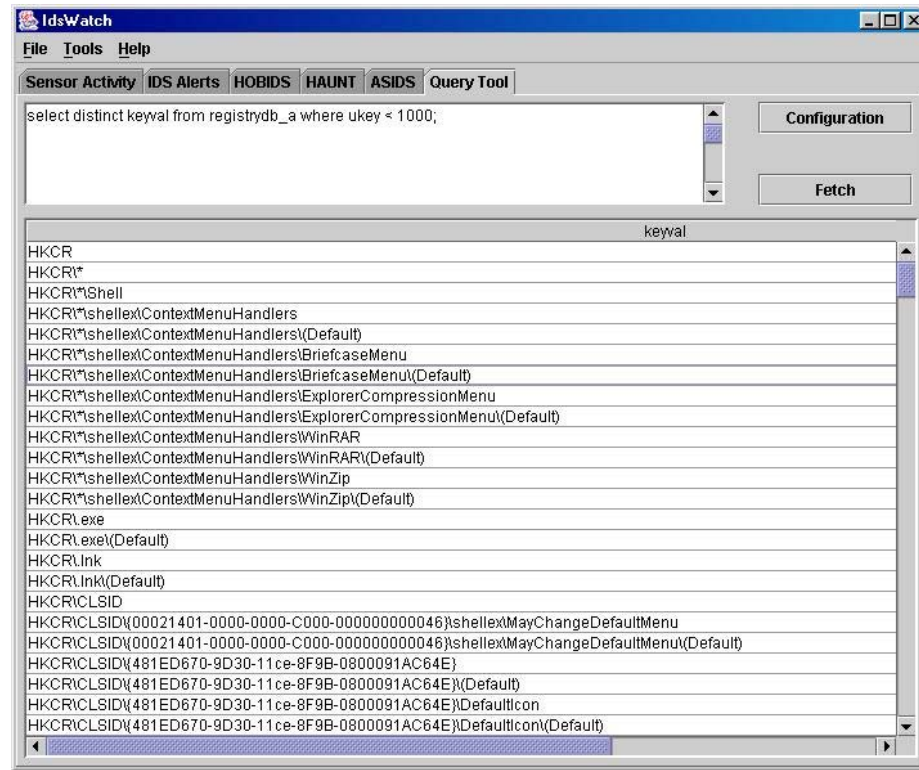 IdsWatch
File Tools Help
Sensor Activity IDS Alerts HOBIDS HAUNT ASIDS Query Tool
select distinct keyval from registrydb_a where ukey < 1000;
Configuration
Fetch
keyval
HKCR
HKCR\*
HKCR\*\Shell
HKCR\*\shellex\ContextMenuHandlers
HKCR\*\shellex\ContextMenuHandlers\(Default)
HKCR\*\shellex\ContextMenuHandlers\BriefcaseMenu
HKCR\*\shellex\ContextMenuHandlers\BriefcaseMenu\(Default)
HKCR\*\shellex\ContextMenuHandlers\ExplorerCompressionMenu
HKCR\*\shellex\ContextMenuHandlers\ExplorerCompressionMenu\(Default)
HKCR\*\shellex\ContextMenuHandlers\WinRAR
HKCR\*\shellex\ContextMenuHandlers\WinRAR\(Default)
HKCR\*\shellex\ContextMenuHandlers\WinZip
HKCR\*\shellex\ContextMenuHandlers\WinZip\(Default)
HKCR\.exe
HKCR\.exe\(Default)
HKCR\.lnk
HKCR\.lnk\(Default)
HKCR\CLSID
HKCR\CLSID\{00021401-0000-0000-C000-000000000046}\shellex\MayChangeDefaultMenu
HKCR\CLSID\{00021401-0000-0000-C000-000000000046}\shellex\MayChangeDefaultMenu\(Default)
HKCR\CLSID\{481ED670-9D30-11ce-8F9B-0800091AC64E}
HKCR\CLSID\{481ED670-9D30-11ce-8F9B-0800091AC64E}\(Default)
HKCR\CLSID\{481ED670-9D30-11ce-8F9B-0800091AC64E}\DefaultIcon
HKCR\CLSID\{481ED670-9D30-11ce-8F9B-0800091AC64E}\DefaultIcon\(Default)